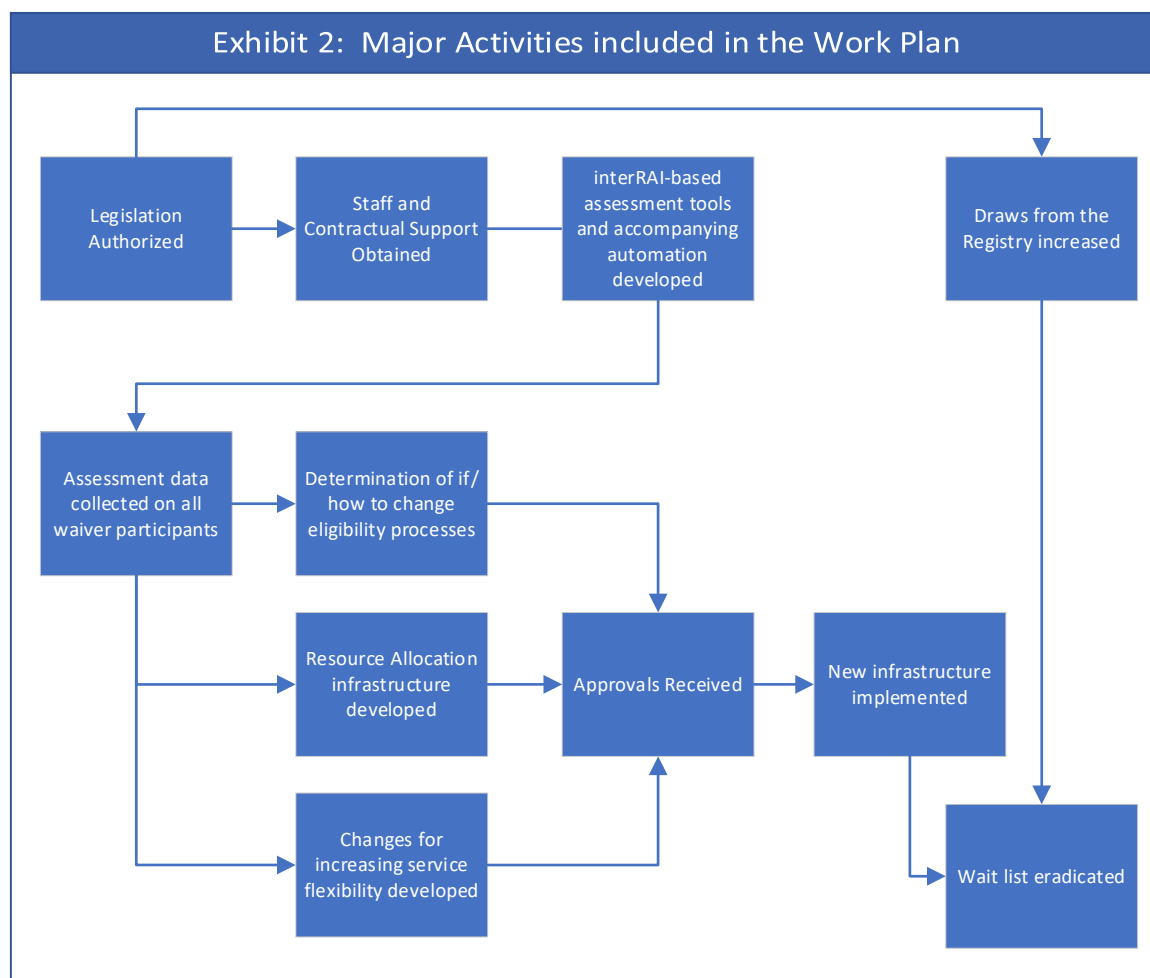 Exhibit 2:  Major Activities included in the Work Plan
Legislation
Authorized
Staff and
Contractual Support
Obtained
interRAI-based
assessment tools
and accompanying
automation
developed
Draws from the
Registry increased
Assessment data
collected on all
waiver participants
Determination of if/
how to change
eligibility processes
Resource Allocation
infrastructure
developed
Approvals Received
New infrastructure
implemented
Changes for
increasing service
flexibility developed
Wait list eradicated